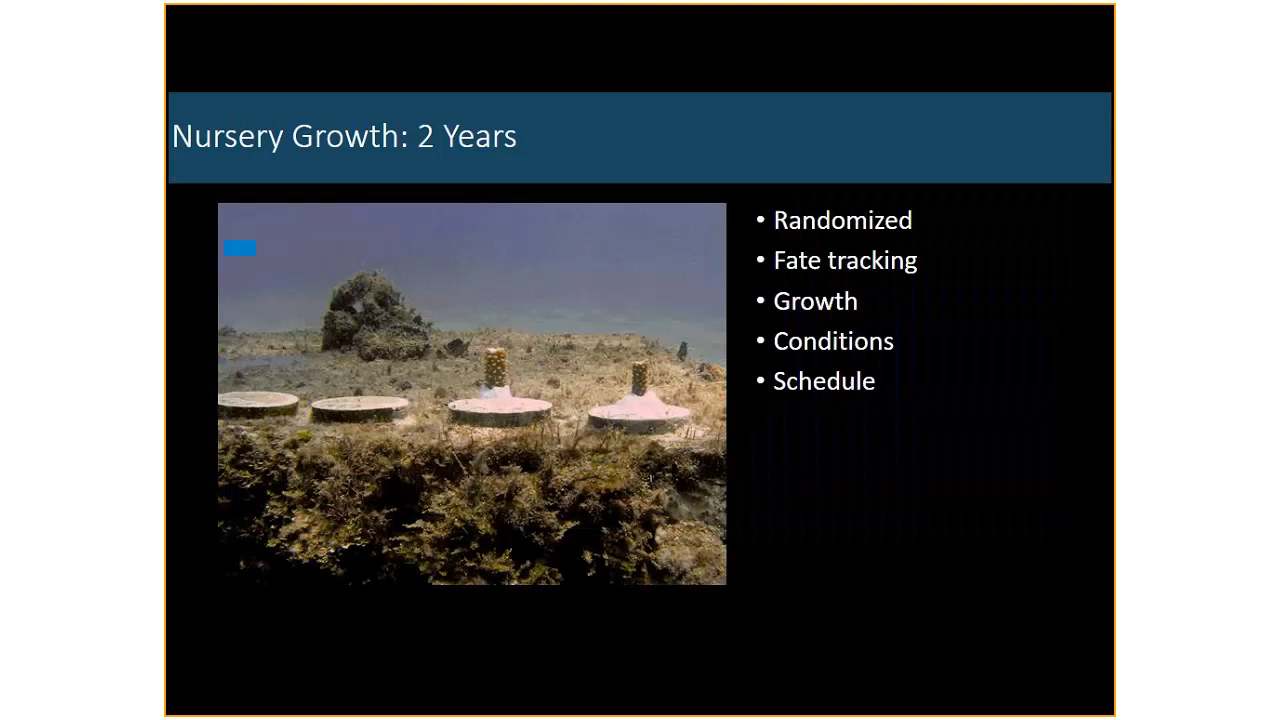 Nursery Growth: 2 Years
• Randomized
• Fate tracking
• Growth
• Conditions
• Schedule